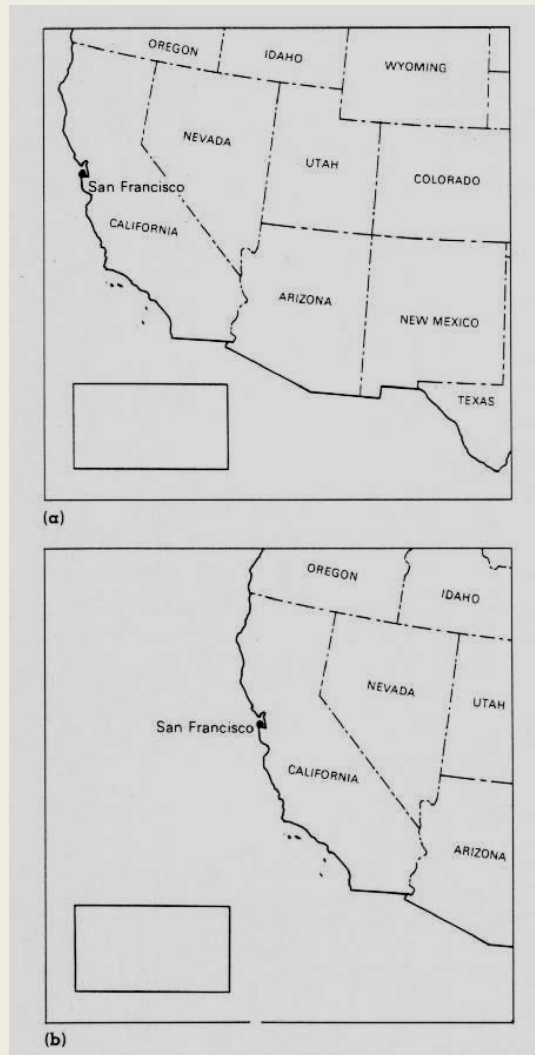 OREGON
IDAHO
WYOMING
NEVADA
UTAH
COLORADO
San Francisco
CALIFORNIA
ARIZONA
NEW MEXICO
TEXAS
(a)
OREGON
IDAHO
NEVADA
UTAH
San Francisco
CALIFORNIA
ARIZONA
(b)